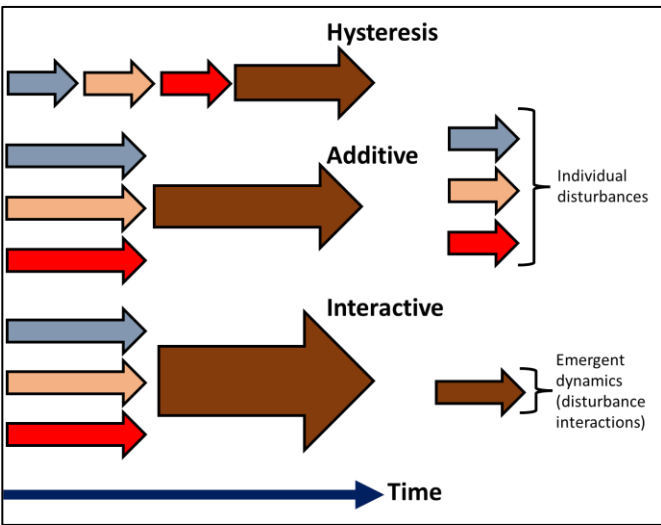 Hysteresis
Additive
Individual
disturbances
Interactive
Emergent
dynamics
(disturbance
interactions)
Time